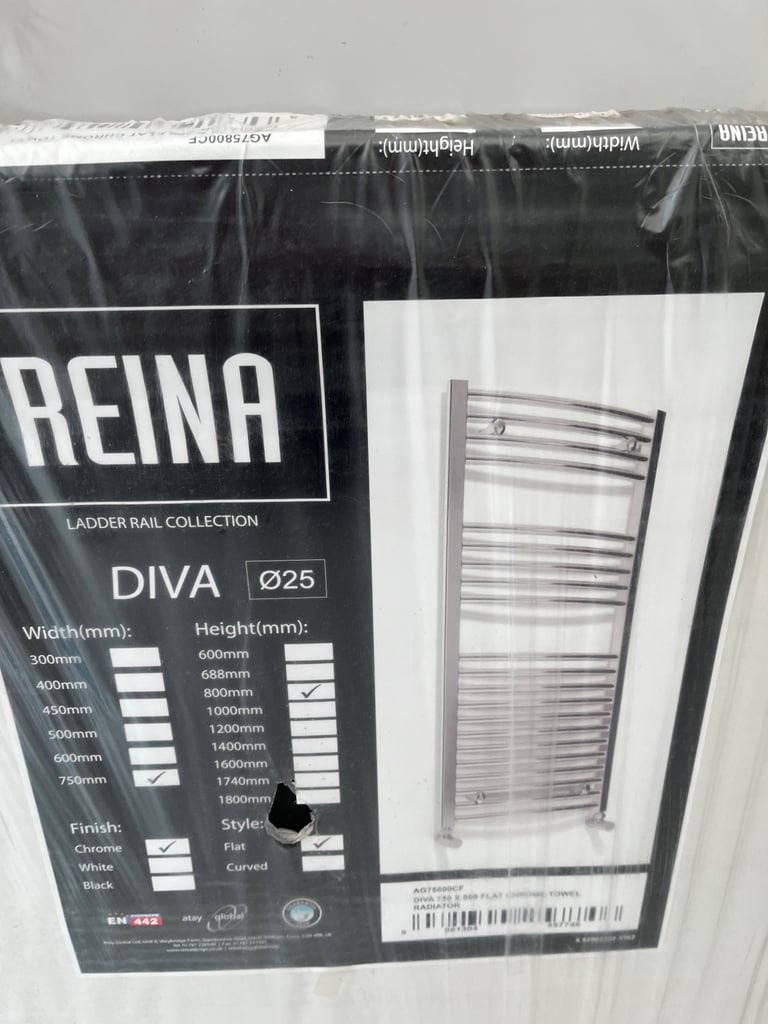 AG75800CF
Height(mm):
Width(mm):
REINA
REINA
LADDER RAIL COLLECTION
DIVA Ø25
Width(mm):
300mm
400mm
450mm
500mm
600mm
750mm ✓
Height(mm):
600mm
688mm
800mm ✓
1000mm
1200mm
1400mm
1600mm
1740mm
1800mm
Finish:
Chrome ✓
White
Black
Style:
Flat ✓
Curved
EN 442
atay global
AG75800CF
DIVA 750 X 800 FLAT CHROME TOWEL
RADIATOR